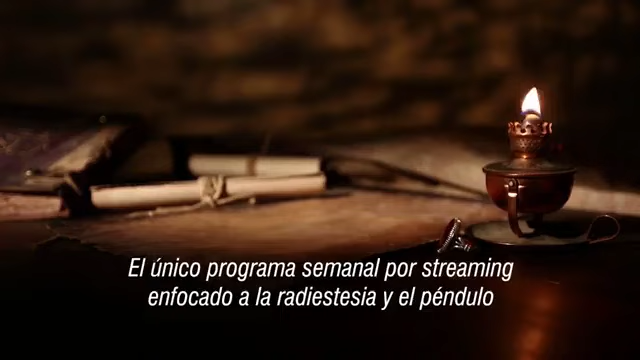 El único programa semanal por streaming
enfocado a la radiestesia y el péndulo